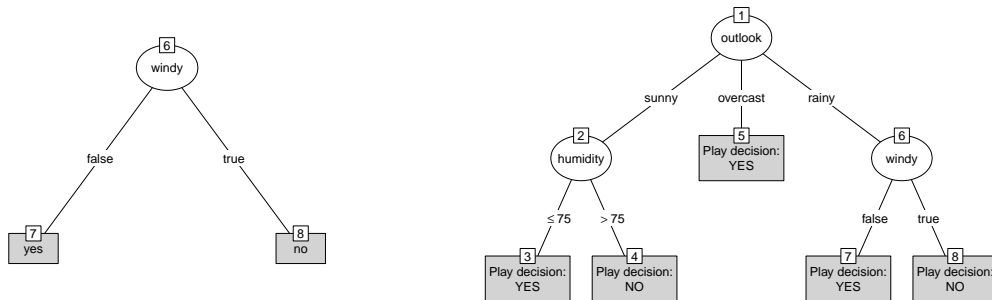 6
windy
false
true
7
yes
8
no
1
outlook
sunny
overcast
rainy
2
humidity
5
Play decision:
YES
6
windy
≤ 75
> 75
false
true
3
Play decision:
YES
4
Play decision:
NO
7
Play decision:
YES
8
Play decision:
NO